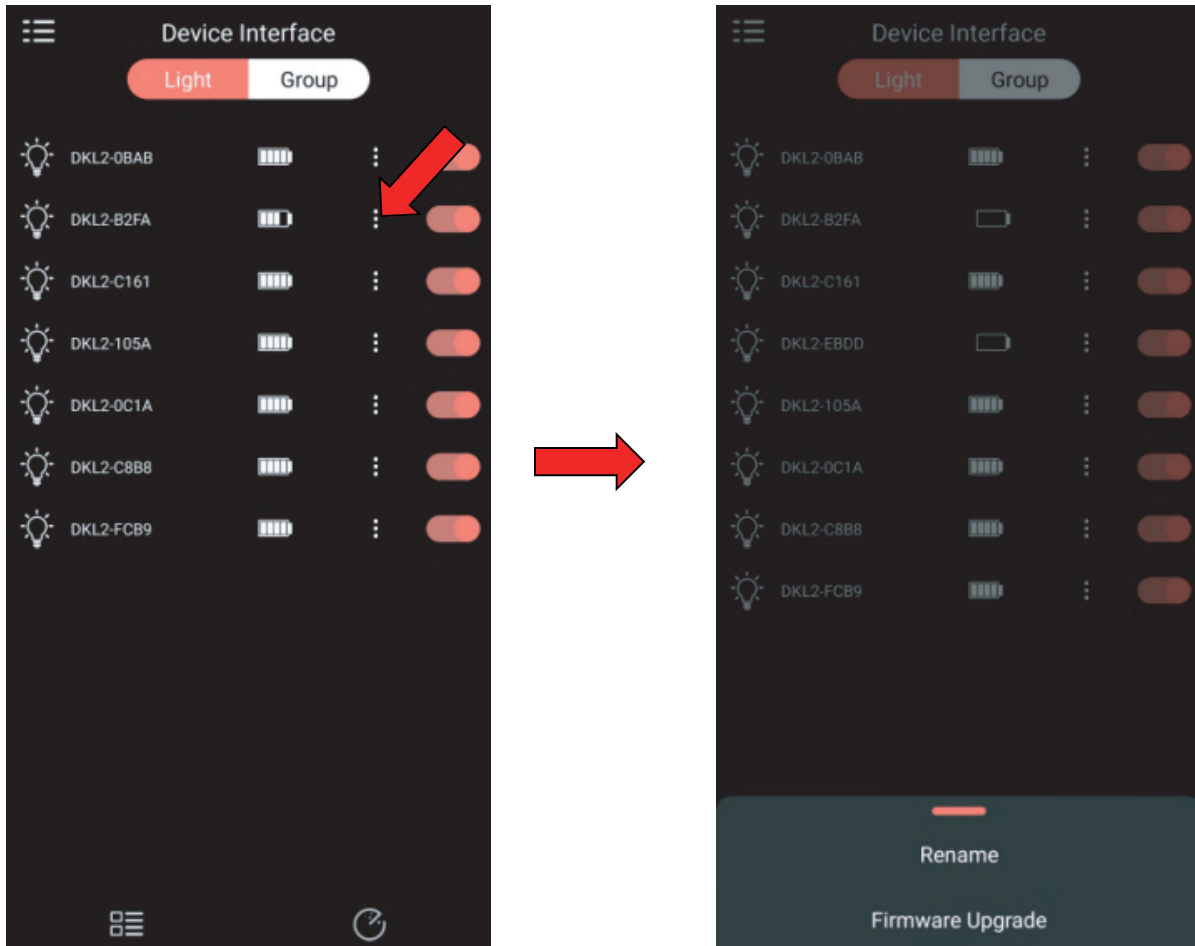 Device Interface
Light Group
DKL2-0BAB
DKL2-B2FA
DKL2-C161
DKL2-105A
DKL2-0C1A
DKL2-C8B8
DKL2-FCB9
Device Interface
Light Group
DKL2-0BAB
DKL2-B2FA
DKL2-C161
DKL2-EBDD
DKL2-105A
DKL2-0C1A
DKL2-C8B8
DKL2-FCB9
Rename
Firmware Upgrade